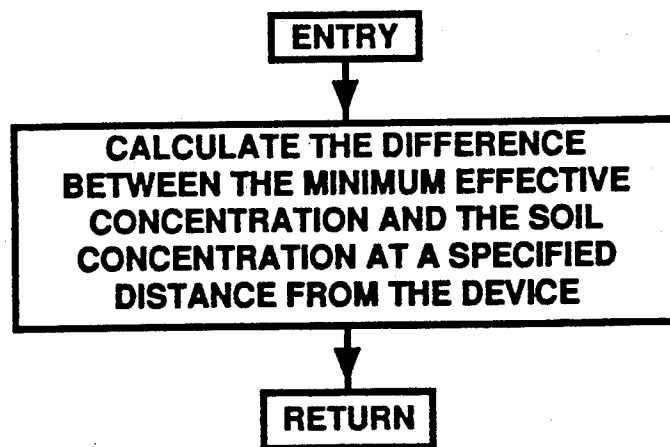 ENTRY
CALCULATE THE DIFFERENCE
BETWEEN THE MINIMUM EFFECTIVE
CONCENTRATION AND THE SOIL
CONCENTRATION AT A SPECIFIED
DISTANCE FROM THE DEVICE
RETURN